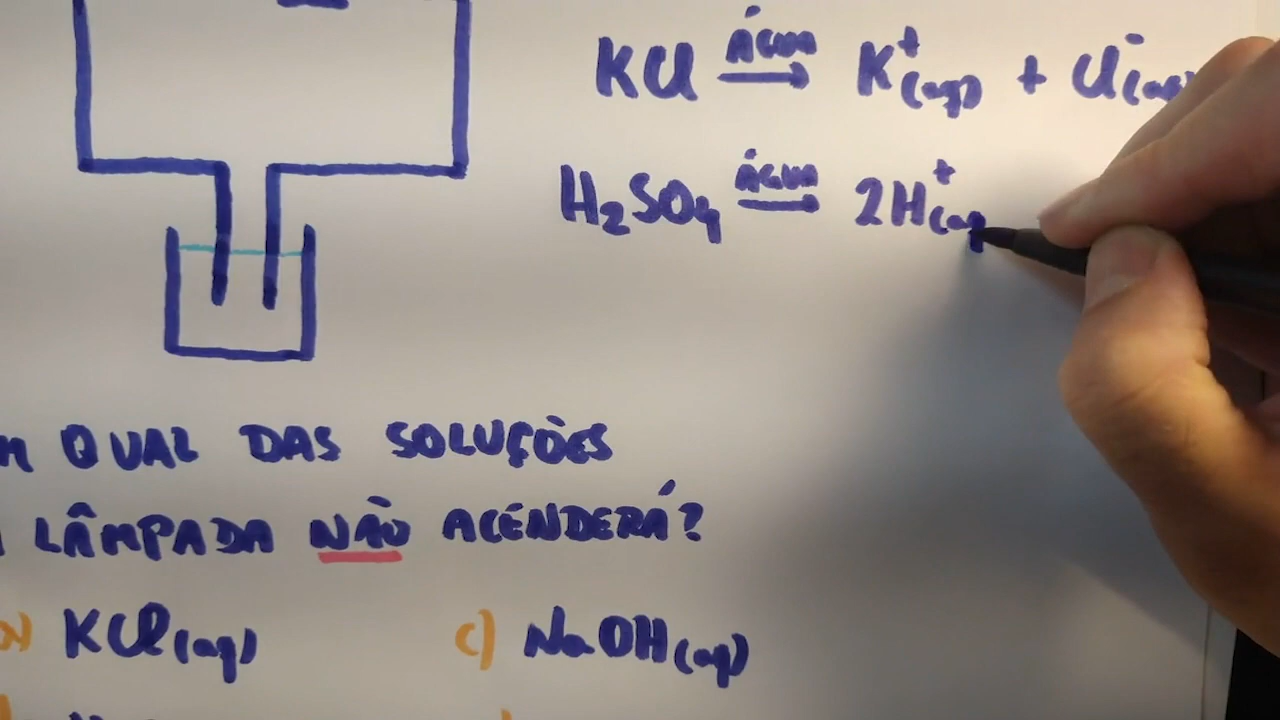 KCl água→ K⁺(aq) + Cl⁻(aq)
H₂SO₄ água→ 2H⁺(aq
QUAL DAS SOLUÇÕES
LÂMPADA NÃO ACENDERÁ?
KCl(aq)
c) NaOH(aq)